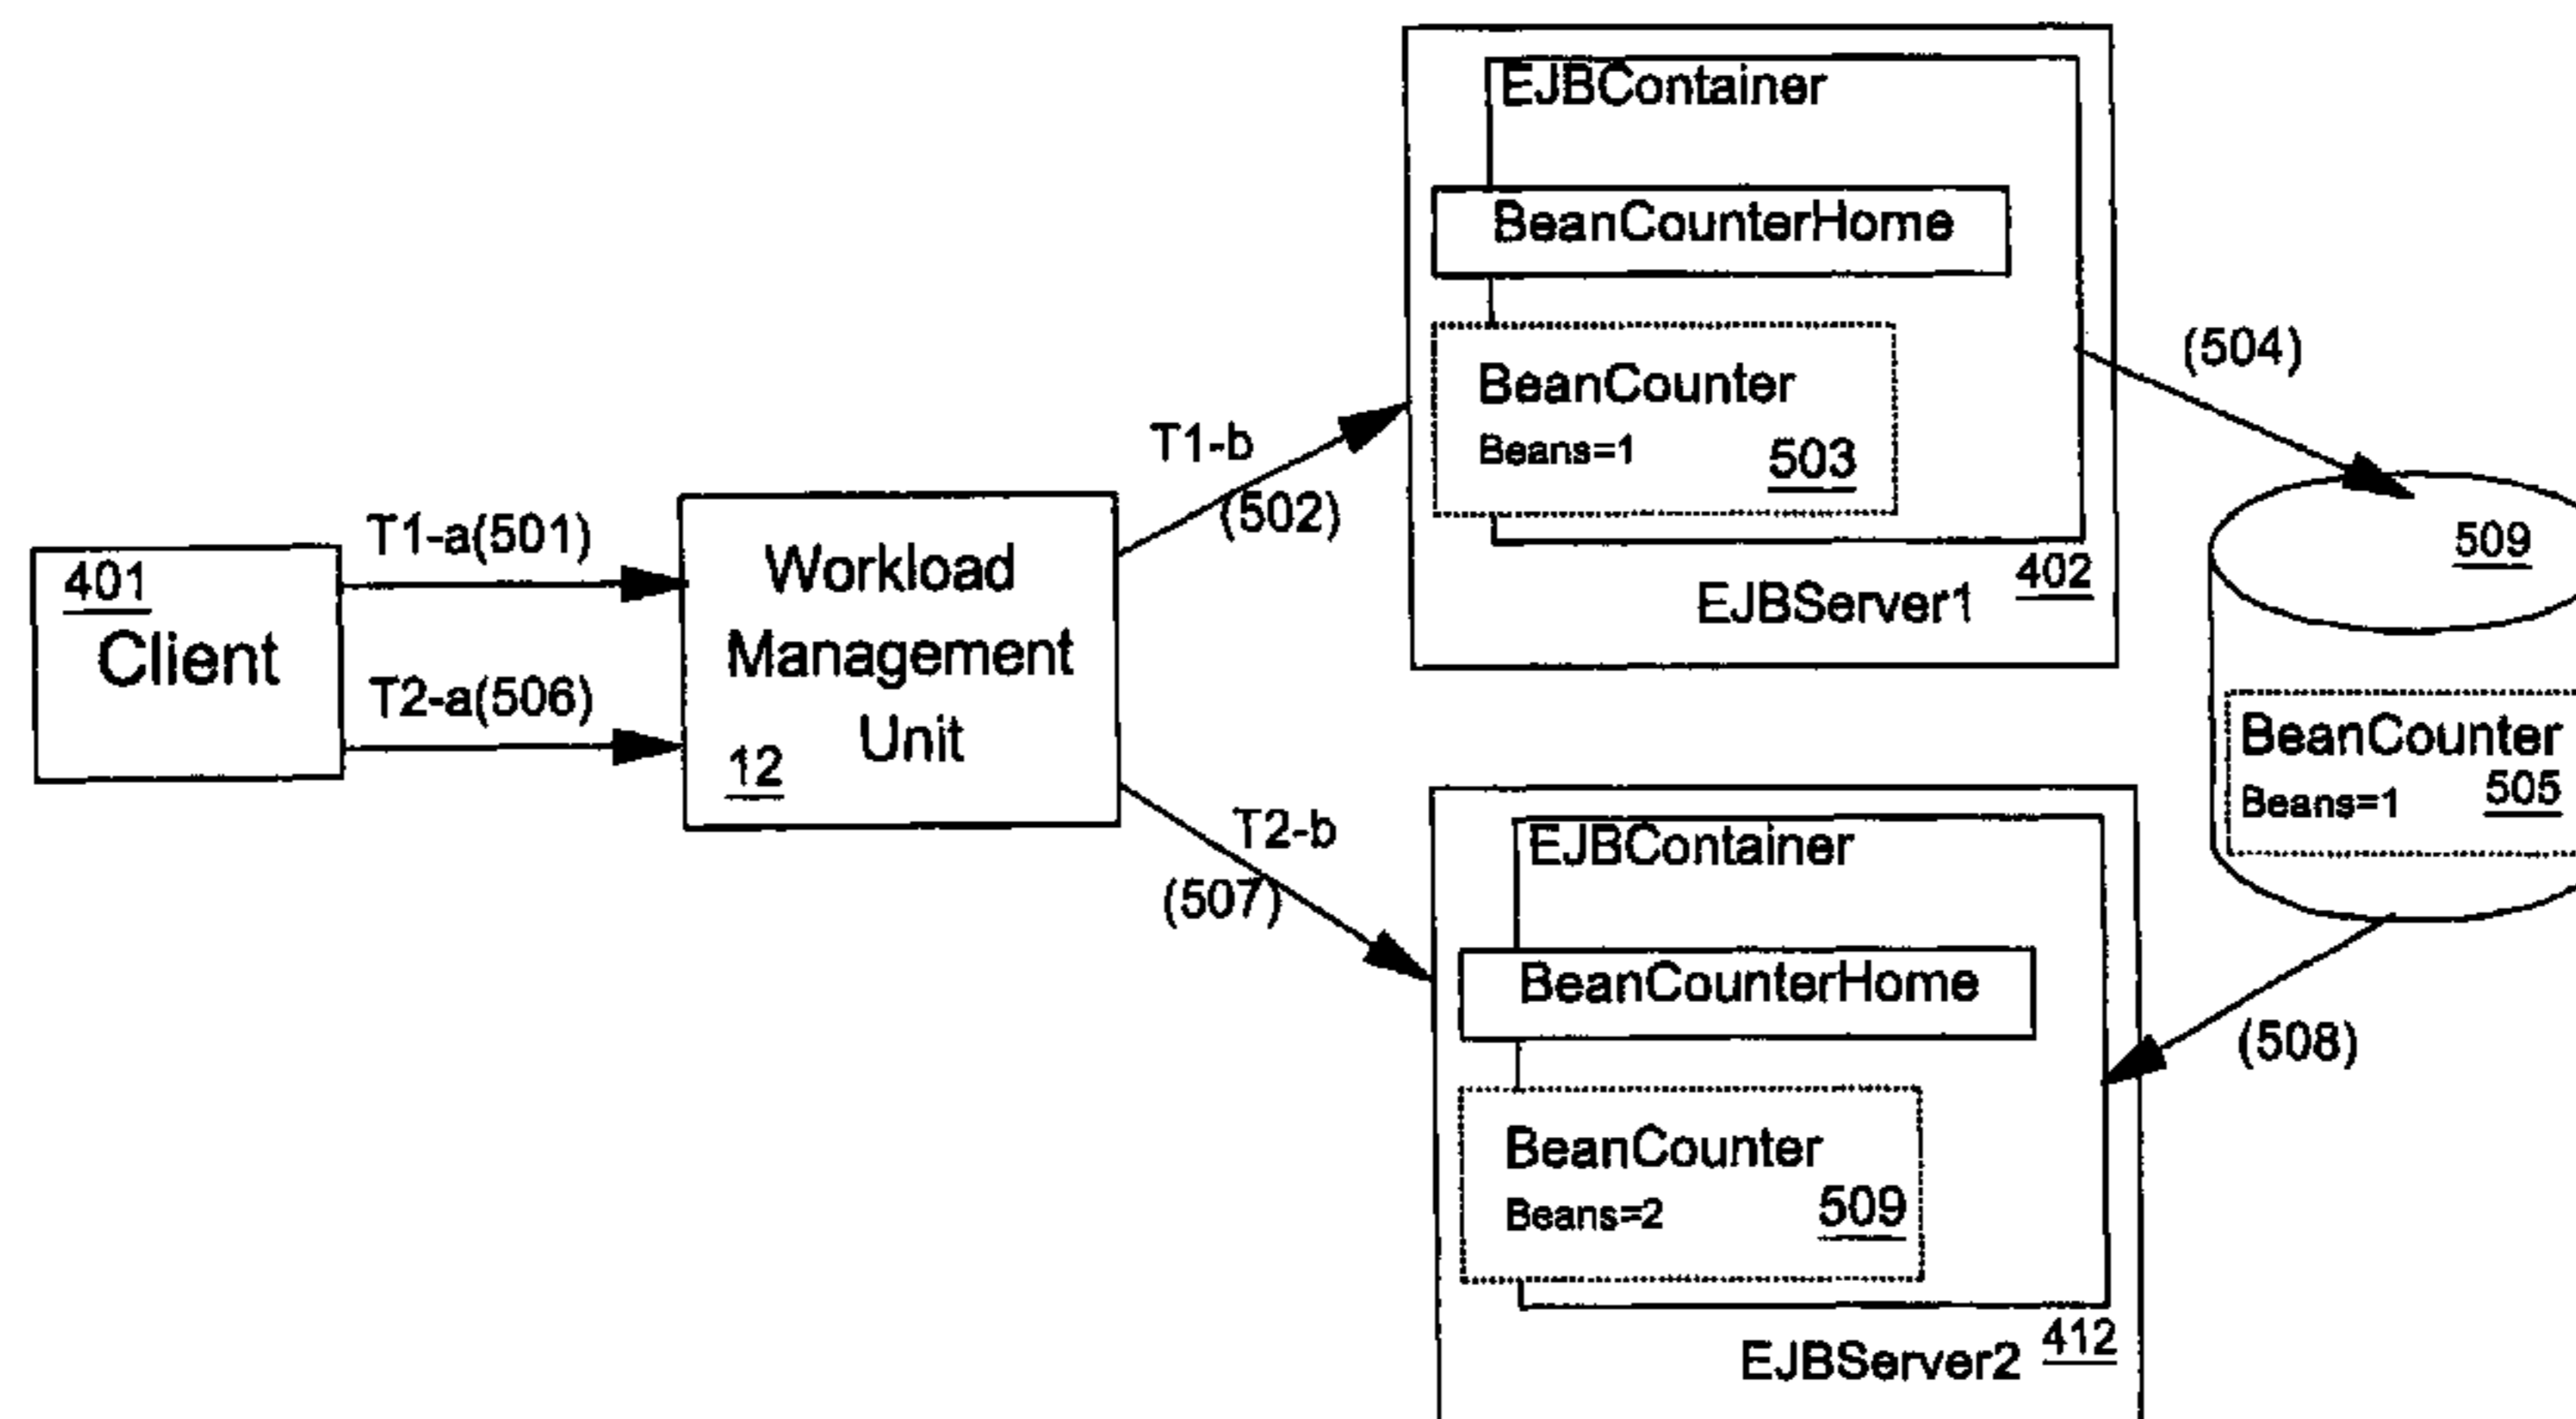 401
Client
T1-a(501)
T2-a(506)
Workload
Management
Unit
12
T1-b
(502)
T2-b
(507)
EJBContainer
BeanCounterHome
BeanCounter
Beans=1
503
402
EJBServer1
(504)
509
BeanCounter
Beans=1
505
(508)
EJBContainer
BeanCounterHome
BeanCounter
Beans=2
509
412
EJBServer2